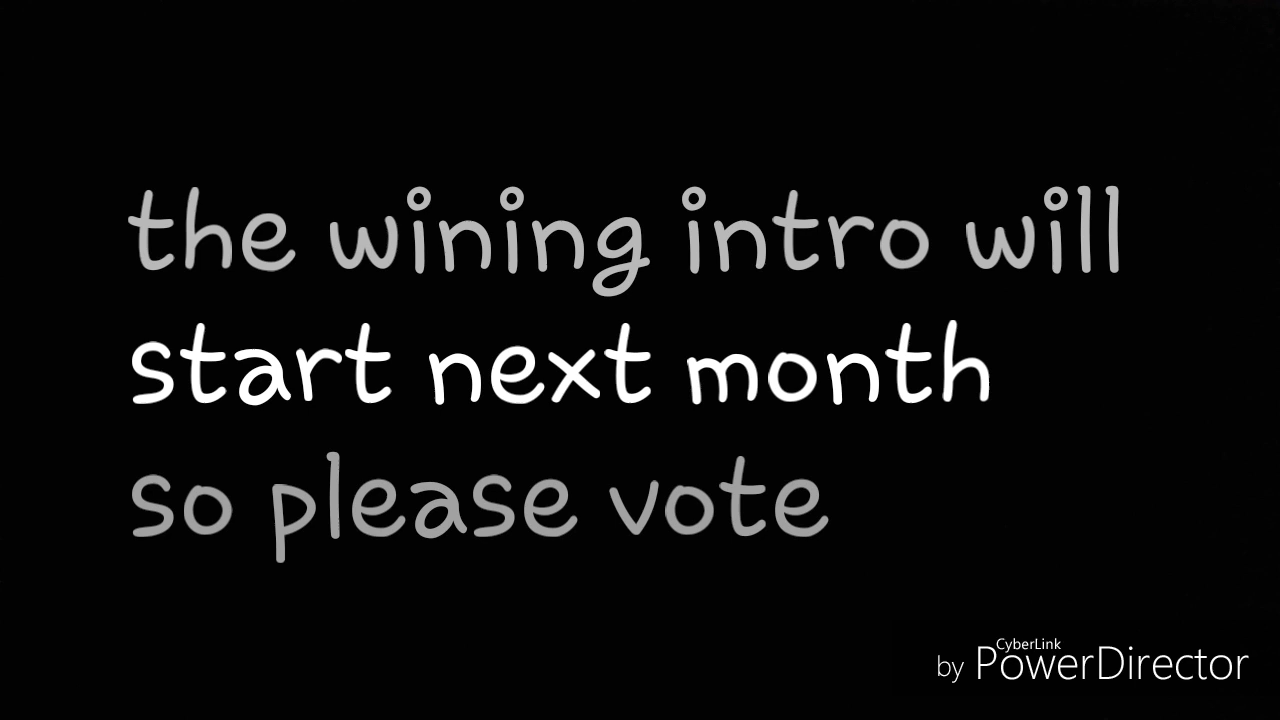 the wining intro will
start next month
so please vote
CyberLink
by PowerDirector